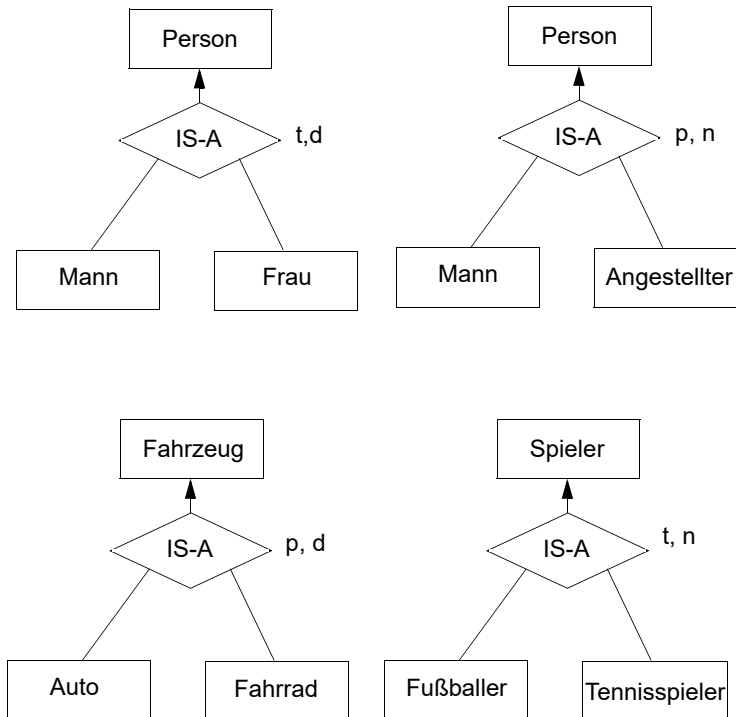 Person
IS-A
t,d
Mann
Frau
Person
IS-A
p, n
Mann
Angestellter
Fahrzeug
IS-A
p, d
Auto
Fahrrad
Spieler
IS-A
t, n
Fußballer
Tennisspieler